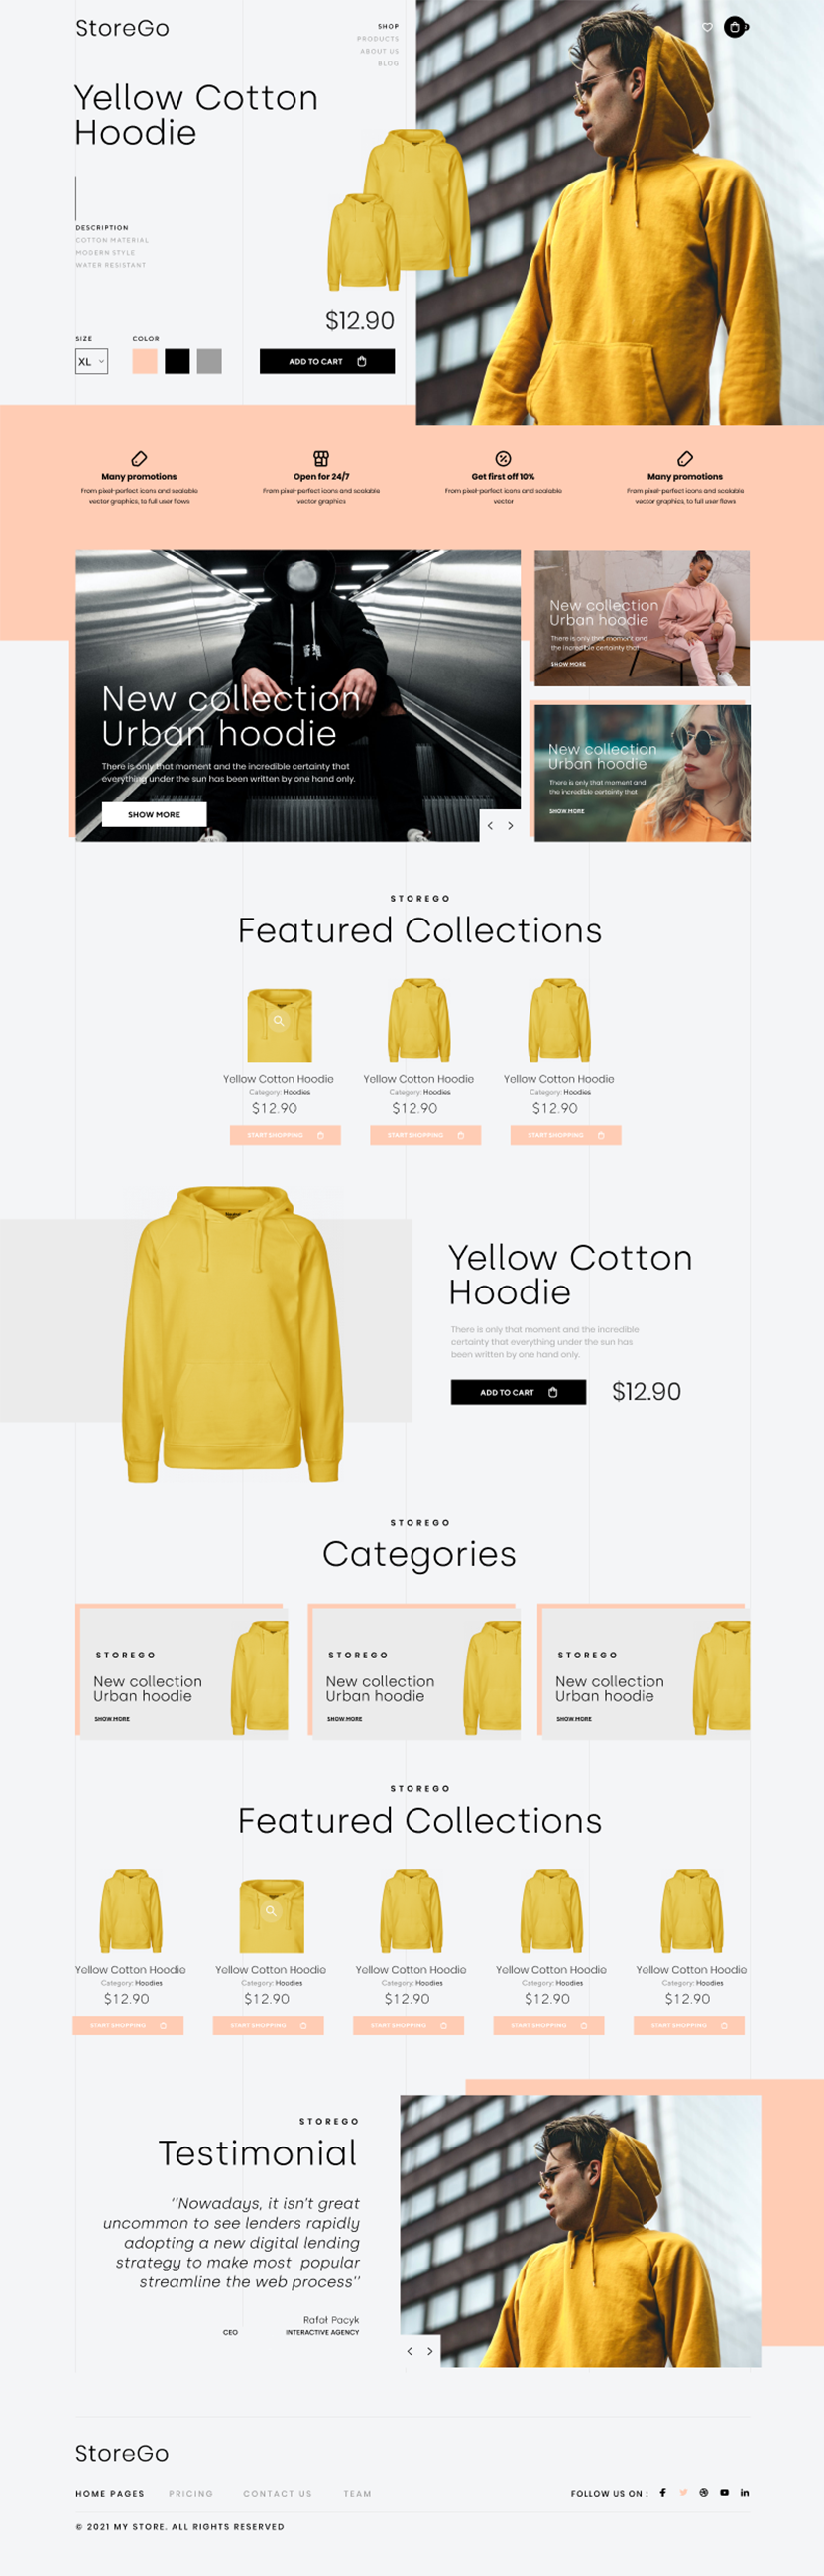 StoreGo
SHOP
PRODUCTS
ABOUT US
BLOG
Yellow Cotton
Hoodie
DESCRIPTION
COTTON MATERIAL
MODERN STYLE
WATER RESISTANT
$12.90
SIZE
COLOR
XL
ADD TO CART
Many promotions
From pixel-perfect icons and scalable
vector graphics, to full user flows
Open for 24/7
From pixel-perfect icons and scalable
vector graphics
Get first off 10%
From pixel-perfect icons and scalable
vector
Many promotions
From pixel-perfect icons and scalable
vector graphics, to full user flows
New collection
Urban hoodie
There is only that moment and the incredible certainty that
everything under the sun has been written by one hand only.
SHOW MORE
New collection
Urban hoodie
There is only that moment and
the incredible certainty that
SHOW MORE
New collection
Urban hoodie
There is only that moment and
the incredible certainty that
SHOW MORE
STOREGO
Featured Collections
Yellow Cotton Hoodie
Category: Hoodies
$12.90
START SHOPPING
Yellow Cotton Hoodie
Category: Hoodies
$12.90
START SHOPPING
Yellow Cotton Hoodie
Category: Hoodies
$12.90
START SHOPPING
Yellow Cotton
Hoodie
There is only that moment and the incredible
certainty that everything under the sun has
been written by one hand only.
ADD TO CART
$12.90
STOREGO
Categories
STOREGO
New collection
Urban hoodie
SHOW MORE
STOREGO
New collection
Urban hoodie
SHOW MORE
STOREGO
New collection
Urban hoodie
SHOW MORE
STOREGO
Featured Collections
Yellow Cotton Hoodie
Category: Hoodies
$12.90
START SHOPPING
Yellow Cotton Hoodie
Category: Hoodies
$12.90
START SHOPPING
Yellow Cotton Hoodie
Category: Hoodies
$12.90
START SHOPPING
Yellow Cotton Hoodie
Category: Hoodies
$12.90
START SHOPPING
Yellow Cotton Hoodie
Category: Hoodies
$12.90
START SHOPPING
STOREGO
Testimonial
''Nowadays, it isn't great
uncommon to see lenders rapidly
adopting a new digital lending
strategy to make most popular
streamline the web process''
Rafał Pacyk
CEO
INTERACTIVE AGENCY
StoreGo
HOME PAGES
PRICING
CONTACT US
TEAM
FOLLOW US ON :
© 2021 MY STORE. ALL RIGHTS RESERVED